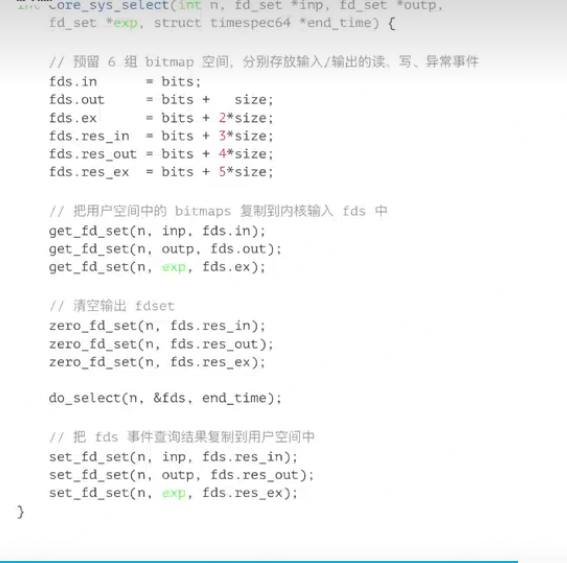 int core_sys_select(int n, fd_set *inp, fd_set *outp,
fd_set *exp, struct timespec64 *end_time) {
// 预留 6 组 bitmap 空间，分别存放输入/输出的读、写、异常事件
fds.in = bits;
fds.out = bits + size;
fds.ex = bits + 2*size;
fds.res_in = bits + 3*size;
fds.res_out = bits + 4*size;
fds.res_ex = bits + 5*size;
// 把用户空间中的 bitmaps 复制到内核输入 fds 中
get_fd_set(n, inp, fds.in);
get_fd_set(n, outp, fds.out);
get_fd_set(n, exp, fds.ex);
// 清空输出 fdset
zero_fd_set(n, fds.res_in);
zero_fd_set(n, fds.res_out);
zero_fd_set(n, fds.res_ex);
do_select(n, &fds, end_time);
// 把 fds 事件查询结果复制到用户空间中
set_fd_set(n, inp, fds.res_in);
set_fd_set(n, outp, fds.res_out);
set_fd_set(n, exp, fds.res_ex);
}